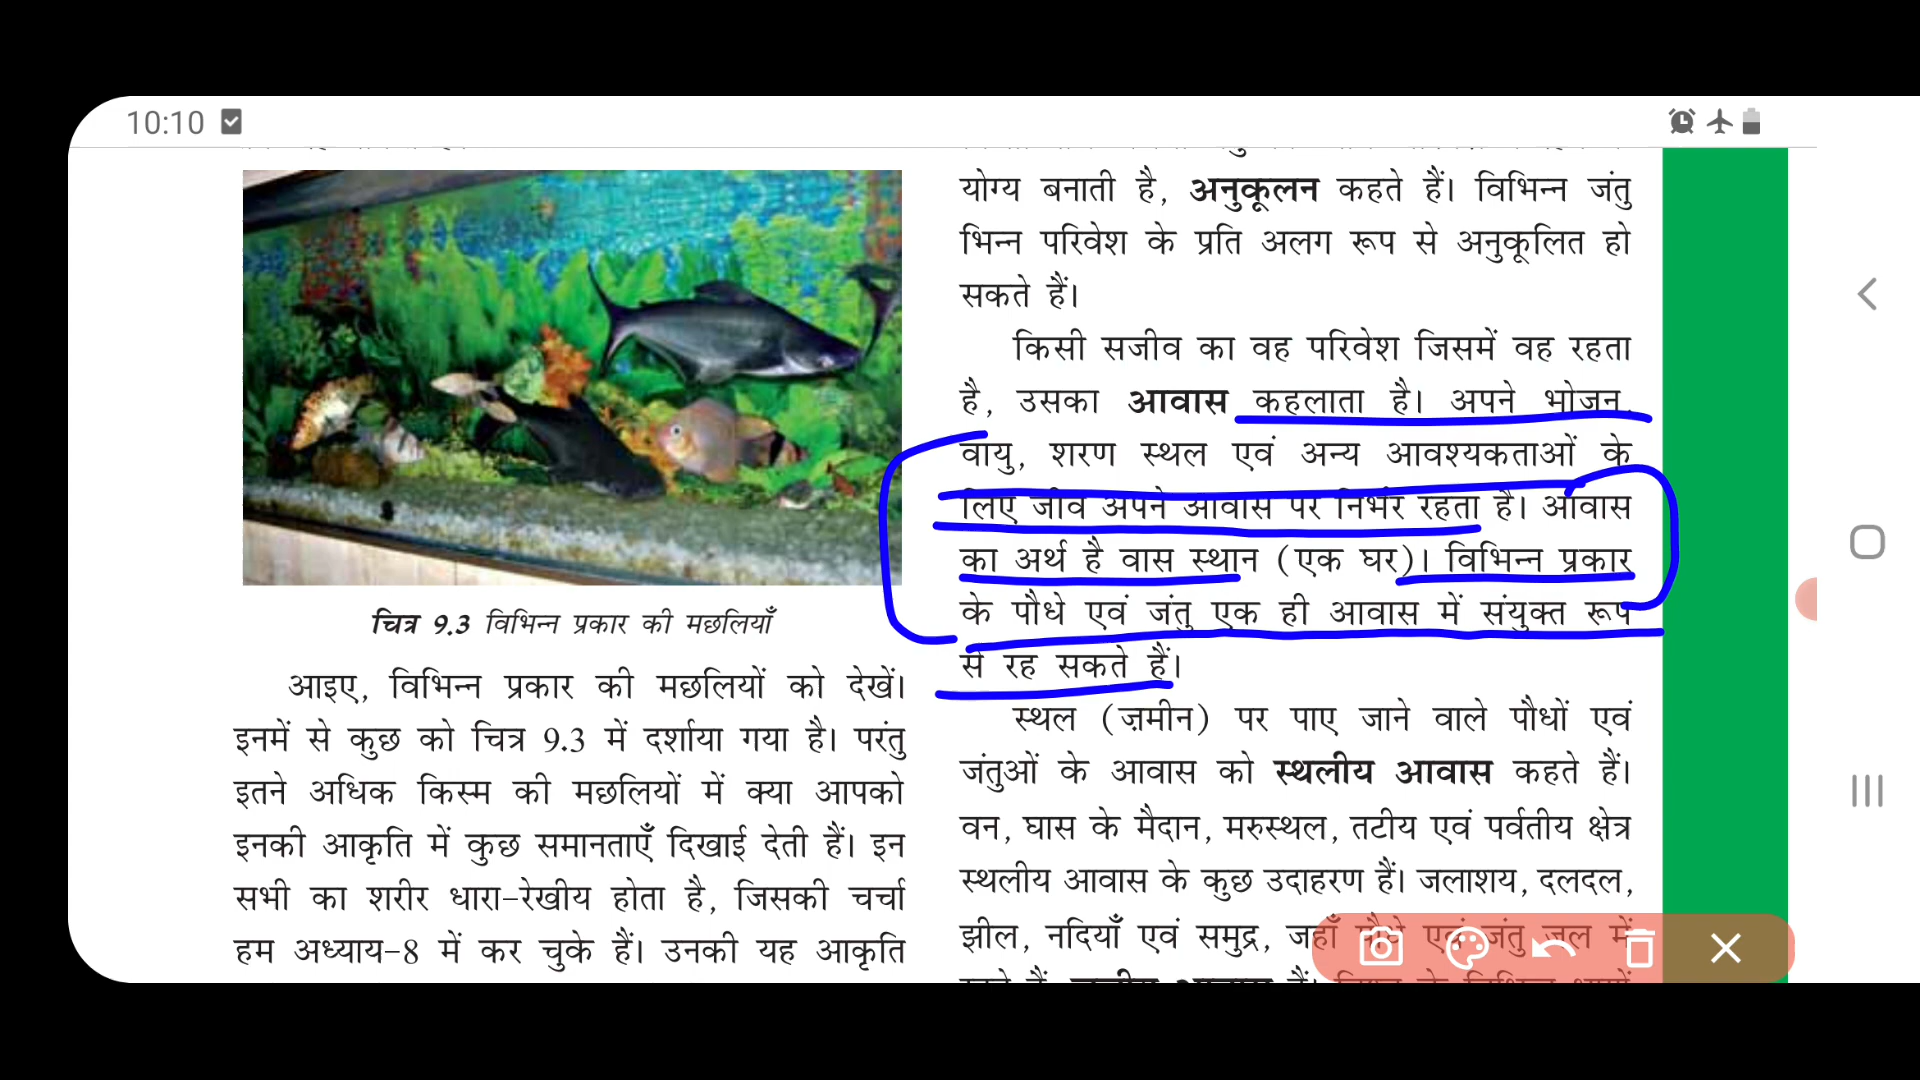 10:10
चित्र 9.3 विभिन्न प्रकार की मछलियाँ
आइए, विभिन्न प्रकार की मछलियों को देखें।
इनमें से कुछ को चित्र 9.3 में दर्शाया गया है। परंतु
इतने अधिक किस्म की मछलियों में क्या आपको
इनकी आकृति में कुछ समानताएँ दिखाई देती हैं। इन
सभी का शरीर धारा-रेखीय होता है, जिसकी चर्चा
हम अध्याय-8 में कर चुके हैं। उनकी यह आकृति
योग्य बनाती है, अनुकूलन कहते हैं। विभिन्न जंतु
भिन्न परिवेश के प्रति अलग रूप से अनुकूलित हो
सकते हैं।
किसी सजीव का वह परिवेश जिसमें वह रहता
है, उसका आवास कहलाता है। अपने भोजन,
वायु, शरण स्थल एवं अन्य आवश्यकताओं के
लिए जीव अपने आवास पर निर्भर रहता है। आवास
का अर्थ है वास स्थान (एक घर)। विभिन्न प्रकार
के पौधे एवं जंतु एक ही आवास में संयुक्त रूप
से रह सकते हैं।
स्थल (ज़मीन) पर पाए जाने वाले पौधों एवं
जंतुओं के आवास को स्थलीय आवास कहते हैं।
वन, घास के मैदान, मरुस्थल, तटीय एवं पर्वतीय क्षेत्र
स्थलीय आवास के कुछ उदाहरण हैं। जलाशय, दलदल,
झील, नदियाँ एवं समुद्र, जहाँ पौधे एवं जंतु जल में